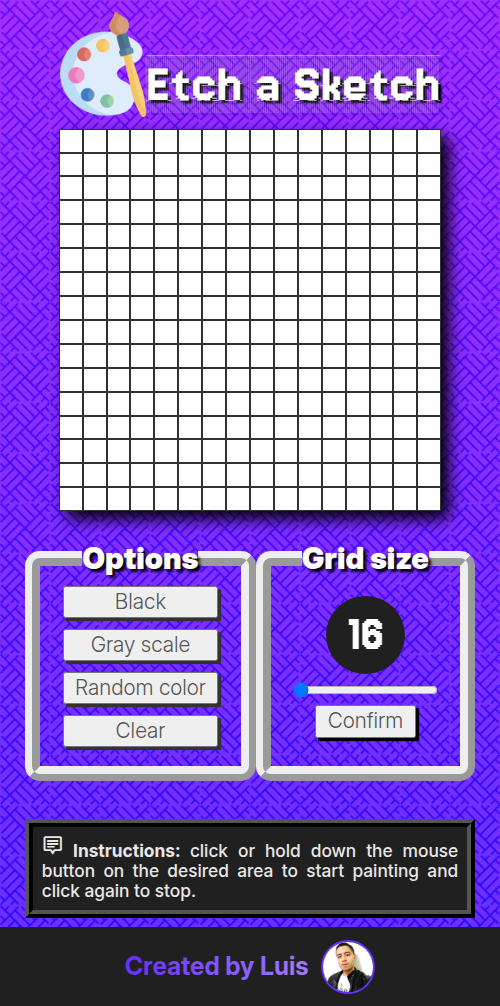 Etch a Sketch
Options
Black
Gray scale
Random color
Clear
Grid size
16
Confirm
Instructions: click or hold down the mouse
button on the desired area to start painting and
click again to stop.
Created by Luis